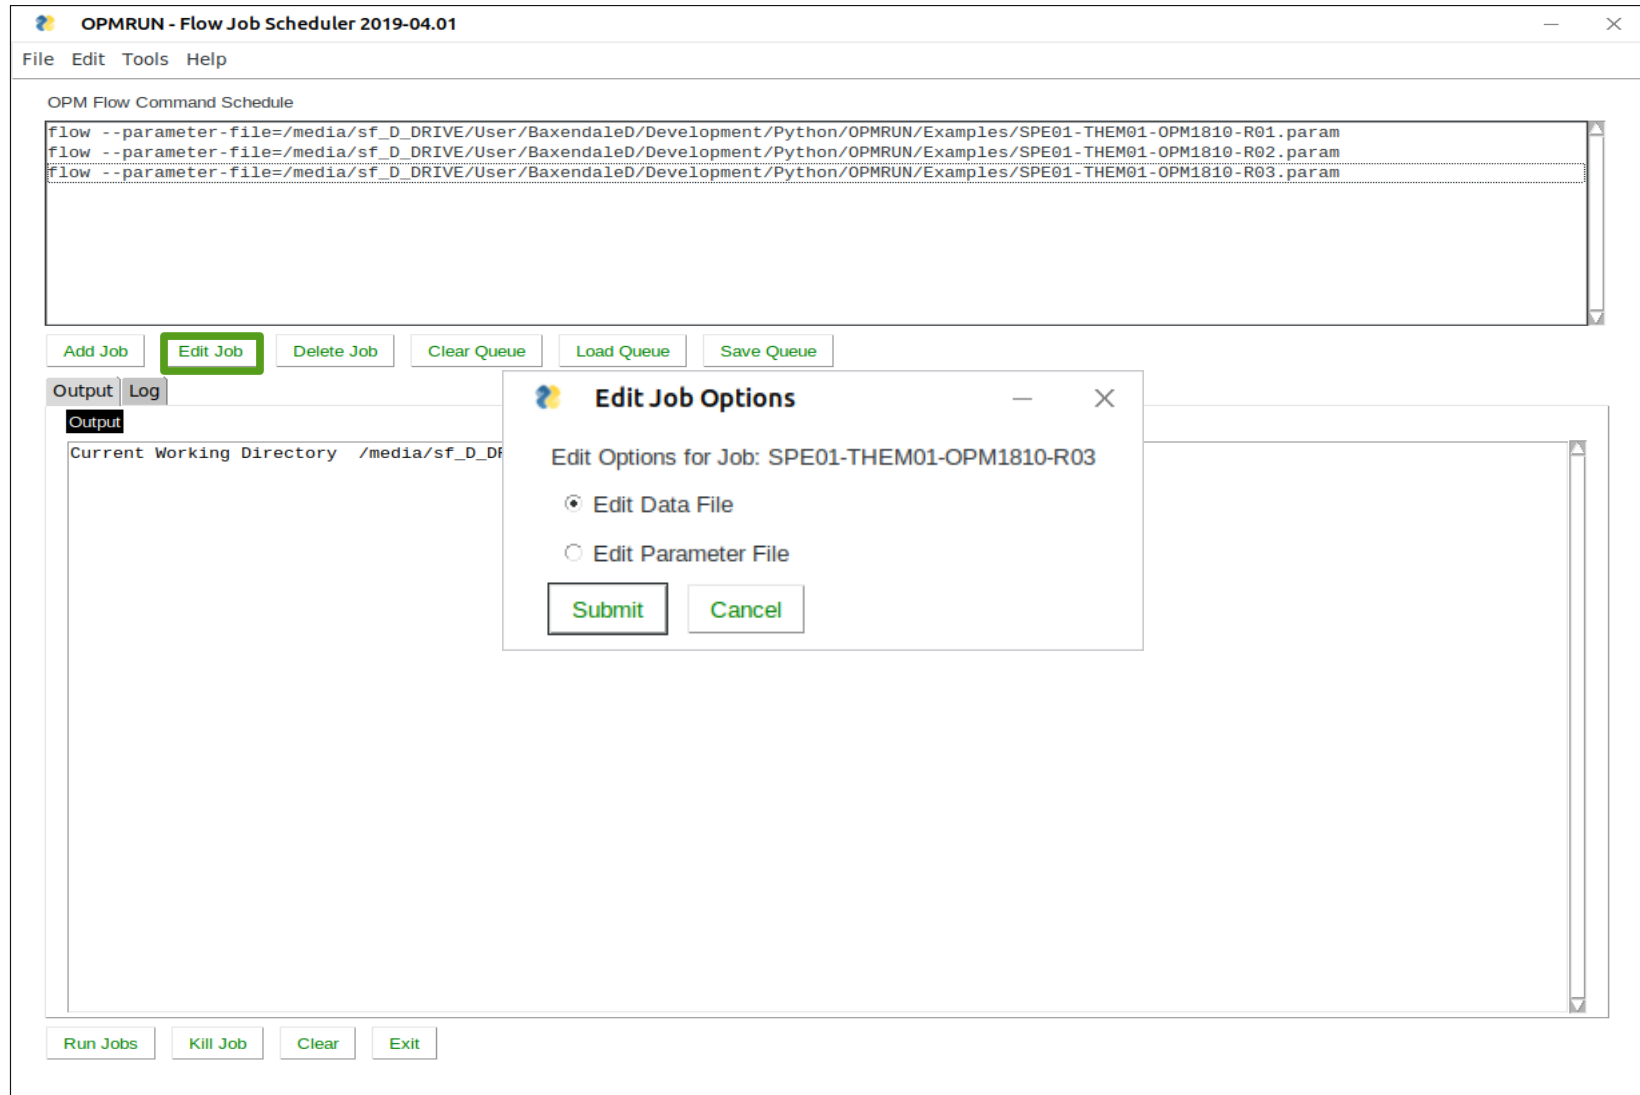 OPMRUN - Flow Job Scheduler 2019-04.01
File Edit Tools Help
OPM Flow Command Schedule
flow --parameter-file=/media/sf_D_DRIVE/User/BaxendaleD/Development/Python/OPMRUN/Examples/SPE01-THEM01-OPM1810-R01.param
flow --parameter-file=/media/sf_D_DRIVE/User/BaxendaleD/Development/Python/OPMRUN/Examples/SPE01-THEM01-OPM1810-R02.param
flow --parameter-file=/media/sf_D_DRIVE/User/BaxendaleD/Development/Python/OPMRUN/Examples/SPE01-THEM01-OPM1810-R03.param
Add Job Edit Job Delete Job Clear Queue Load Queue Save Queue
Output Log
Output
Current Working Directory /media/sf_D_DR
Edit Job Options
Edit Options for Job: SPE01-THEM01-OPM1810-R03
Edit Data File
Edit Parameter File
Submit Cancel
Run Jobs Kill Job Clear Exit